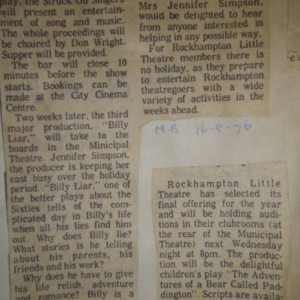 play, the Struck Oil Singers
will present an entertain-
ment of song and music.
The whole proceedings will
be chaired by Don Wright.
Supper will be provided.
The bar will close 10
minutes before the show
starts. Bookings can be
made at the City Cinema
Centre.
Two weeks later, the third
major production, "Billy
Liar," will take to the
boards in the Minicipal
Theatre. Jennifer Simpson,
the producer is keeping her
cast busy over the holiday
period. "Billy Liar," one of
the better plays about the
Sixties tells of the com-
plicated day in Billy's life
when all his lies find him
out. Why does Billy lie?
What stories is he telling
about his parents, his
friends and his work?
Why does he have to give
his life relish, adventure
and romance? Billy is a
Mrs Jennifer Simpson,
would be delighted to hear
from anyone interested in
helping in any possible way.
For Rockhampton Little
Theatre members there is
no holiday, as they prepare
to entertain Rockhampton
theatregoers with a wide
variety of activities in the
weeks ahead.
M.B. 16-8-76
Rockhampton Little
Theatre has selected its
final offering for the year
and will be holding audi-
tions in their clubrooms (at
the rear of the Municipal
Theatre) next Wednesday
night at 8pm. The produc-
tion will be the delightful
children's play "The Adven-
tures of a Bear Called Pad-
dington". Scripts are avail-